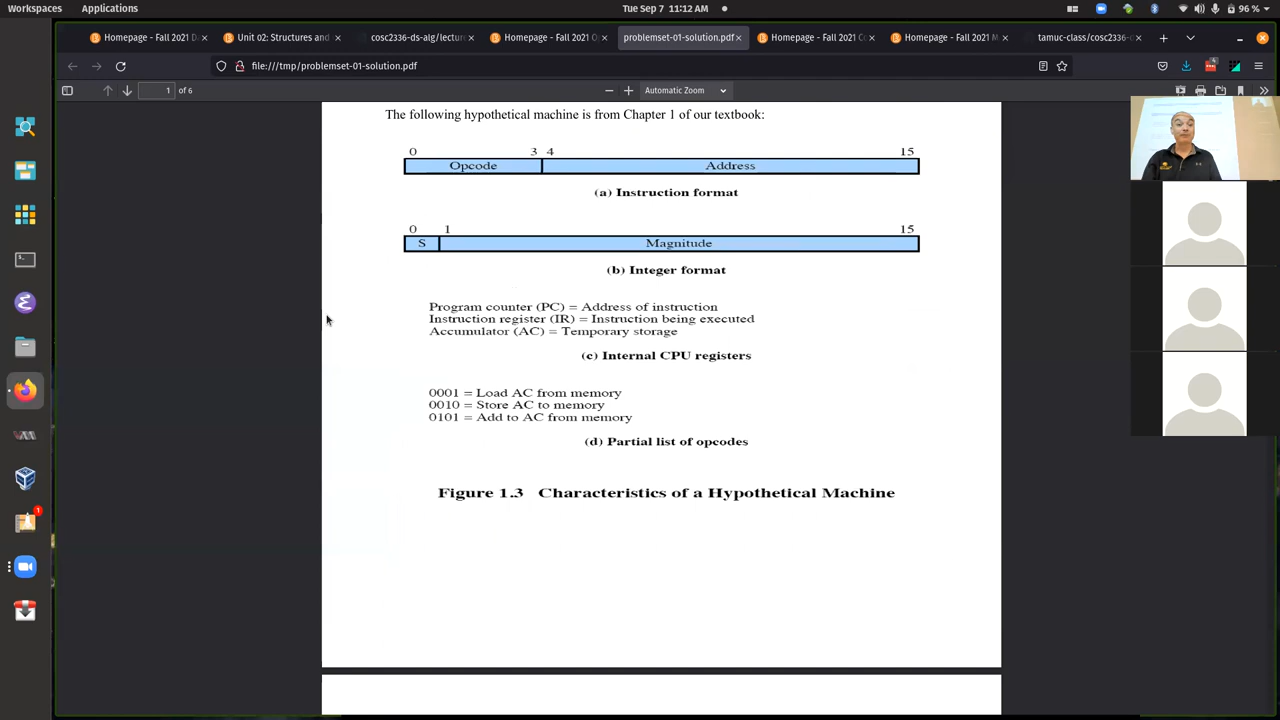 Workspaces Applications Tue Sep 7 11:12 AM 96 %
Homepage - Fall 2021 D Unit 02: Structures and cosc2336-ds-alg/lecture Homepage - Fall 2021 Op problemset-01-solution.pdf Homepage - Fall 2021 Co Homepage - Fall 2021 M tamuc-class/cosc2336-d
file:///tmp/problemset-01-solution.pdf
1 of 6 Automatic Zoom
The following hypothetical machine is from Chapter 1 of our textbook:
0 3 4 15
Opcode Address
(a) Instruction format
0 1 15
S Magnitude
(b) Integer format
Program counter (PC) = Address of instruction
Instruction register (IR) = Instruction being executed
Accumulator (AC) = Temporary storage
(c) Internal CPU registers
0001 = Load AC from memory
0010 = Store AC to memory
0101 = Add to AC from memory
(d) Partial list of opcodes
Figure 1.3 Characteristics of a Hypothetical Machine
1